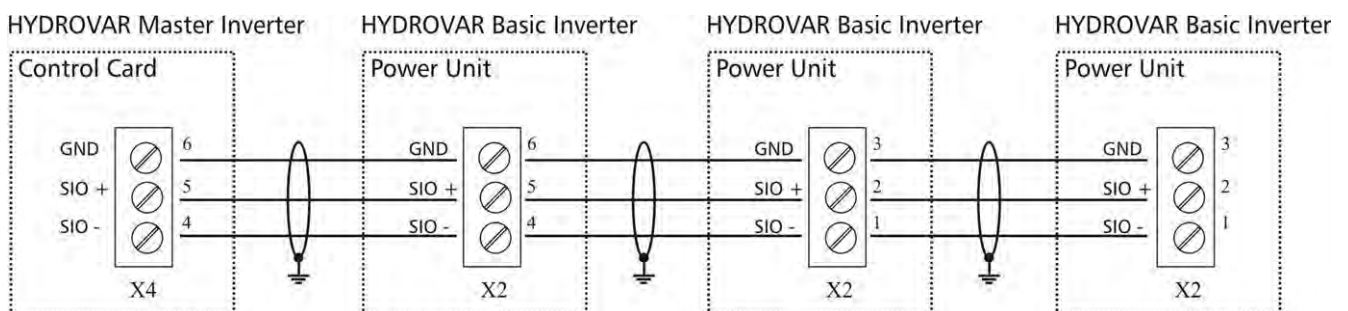 HYDROVAR Master Inverter HYDROVAR Basic Inverter HYDROVAR Basic Inverter HYDROVAR Basic Inverter
Control Card Power Unit Power Unit Power Unit
GND 6 GND 6 GND 3 GND 3
SIO + 5 SIO + 5 SIO + 2 SIO + 2
SIO - 4 SIO - 4 SIO - 1 SIO - 1
X4 X2 X2 X2